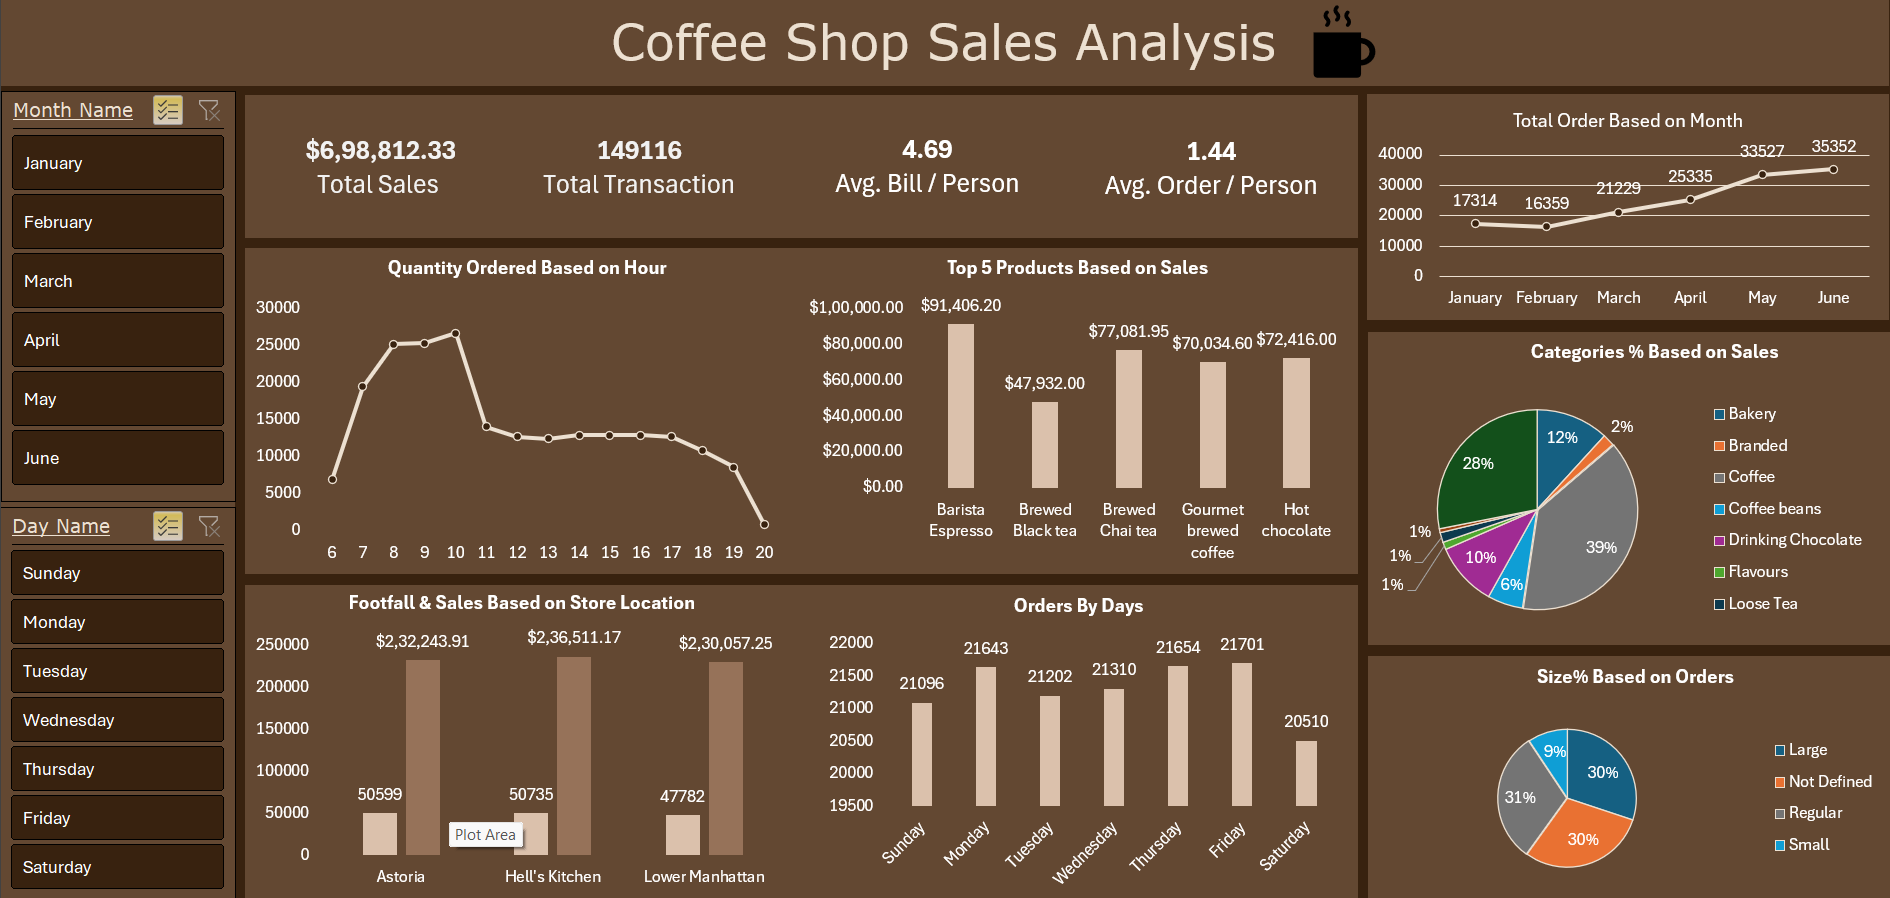 Coffee Shop Sales Analysis
Month Name
January
February
March
April
May
June
Day Name
Sunday
Monday
Tuesday
Wednesday
Thursday
Friday
Saturday
$6,98,812.33
Total Sales
149116
Total Transaction
4.69
Avg. Bill / Person
1.44
Avg. Order / Person
Total Order Based on Month
40000
30000
20000
10000
0
17314
16359
21229
25335
33527
35352
January February March April May June
Quantity Ordered Based on Hour
30000
25000
20000
15000
10000
5000
0
6 7 8 9 10 11 12 13 14 15 16 17 18 19 20
Top 5 Products Based on Sales
$1,00,000.00
$80,000.00
$60,000.00
$40,000.00
$20,000.00
$0.00
$91,406.20
$47,932.00
$77,081.95
$70,034.60
$72,416.00
Barista
Espresso
Brewed
Black tea
Brewed
Chai tea
Gourmet
brewed
coffee
Hot
chocolate
Categories % Based on Sales
12%
2%
39%
6%
10%
1%
1%
1%
28%
Bakery
Branded
Coffee
Coffee beans
Drinking Chocolate
Flavours
Loose Tea
Footfall & Sales Based on Store Location
250000
200000
150000
100000
50000
0
50599
$2,32,243.91
50735
$2,36,511.17
47782
$2,30,057.25
Plot Area
Astoria
Hell's Kitchen
Lower Manhattan
Orders By Days
22000
21500
21000
20500
20000
19500
21096
21643
21202
21310
21654
21701
20510
Sunday
Monday
Tuesday
Wednesday
Thursday
Friday
Saturday
Size% Based on Orders
30%
30%
31%
9%
Large
Not Defined
Regular
Small